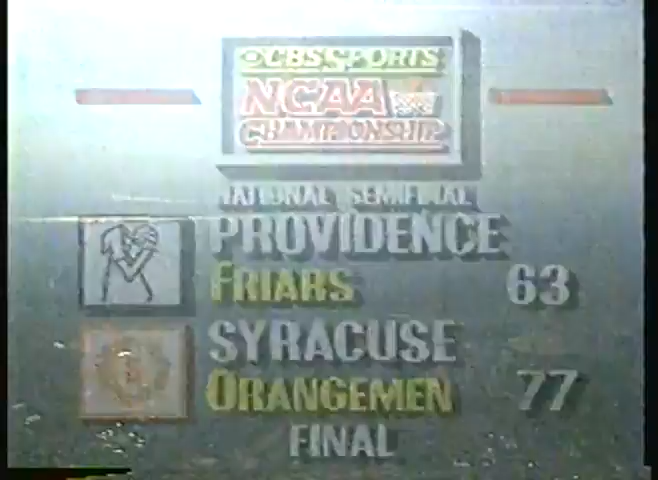 CBS SPORTS
NCAA
CHAMPIONSHIP
NATIONAL SEMIFINAL
PROVIDENCE
FRIARS 63
SYRACUSE
ORANGEMEN 77
FINAL